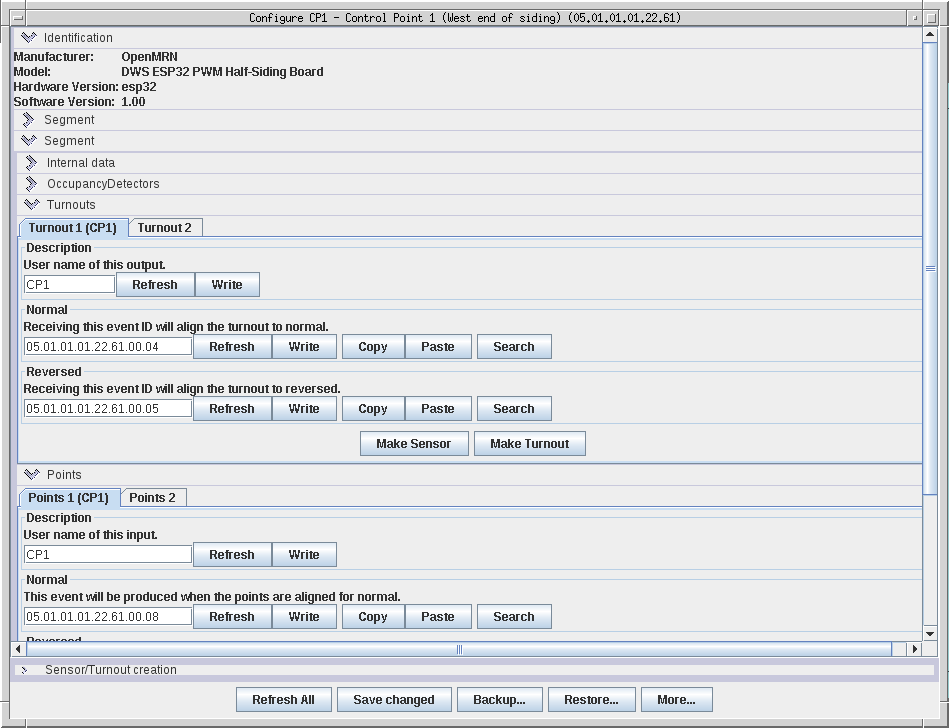 Configure CP1 - Control Point 1 (West end of siding) (05.01.01.01.22.61)
Identification
Manufacturer: OpenMRN
Model: DWS ESP32 PWM Half-Siding Board
Hardware Version: esp32
Software Version: 1.00
Segment
Segment
Internal data
OccupancyDetectors
Turnouts
Turnout 1 (CP1) Turnout 2
Description
User name of this output.
CP1 Refresh Write
Normal
Receiving this event ID will align the turnout to normal.
05.01.01.01.22.61.00.04 Refresh Write Copy Paste Search
Reversed
Receiving this event ID will align the turnout to reversed.
05.01.01.01.22.61.00.05 Refresh Write Copy Paste Search
Make Sensor Make Turnout
Points
Points 1 (CP1) Points 2
Description
User name of this input.
CP1 Refresh Write
Normal
This event will be produced when the points are aligned for normal.
05.01.01.01.22.61.00.08 Refresh Write Copy Paste Search
Reversed
Sensor/Turnout creation
Refresh All Save changed Backup... Restore... More...